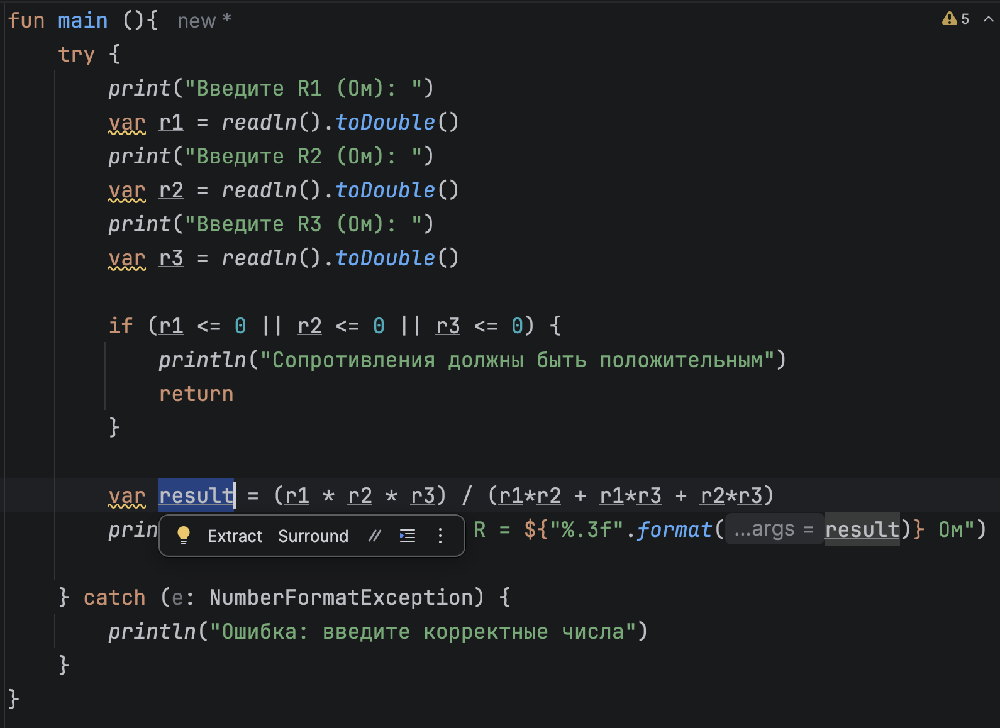 fun main (){ new *
5
try {
print("Введите R1 (Ом): ")
var r1 = readln().toDouble()
print("Введите R2 (Ом): ")
var r2 = readln().toDouble()
print("Введите R3 (Ом): ")
var r3 = readln().toDouble()
if (r1 <= 0 || r2 <= 0 || r3 <= 0) {
println("Сопротивления должны быть положительным")
return
}
var result = (r1 * r2 * r3) / (r1*r2 + r1*r3 + r2*r3)
prin R = ${"%.3f".format( ...args = result)} Ом")
Extract Surround //
} catch (e: NumberFormatException) {
println("Ошибка: введите корректные числа")
}
}